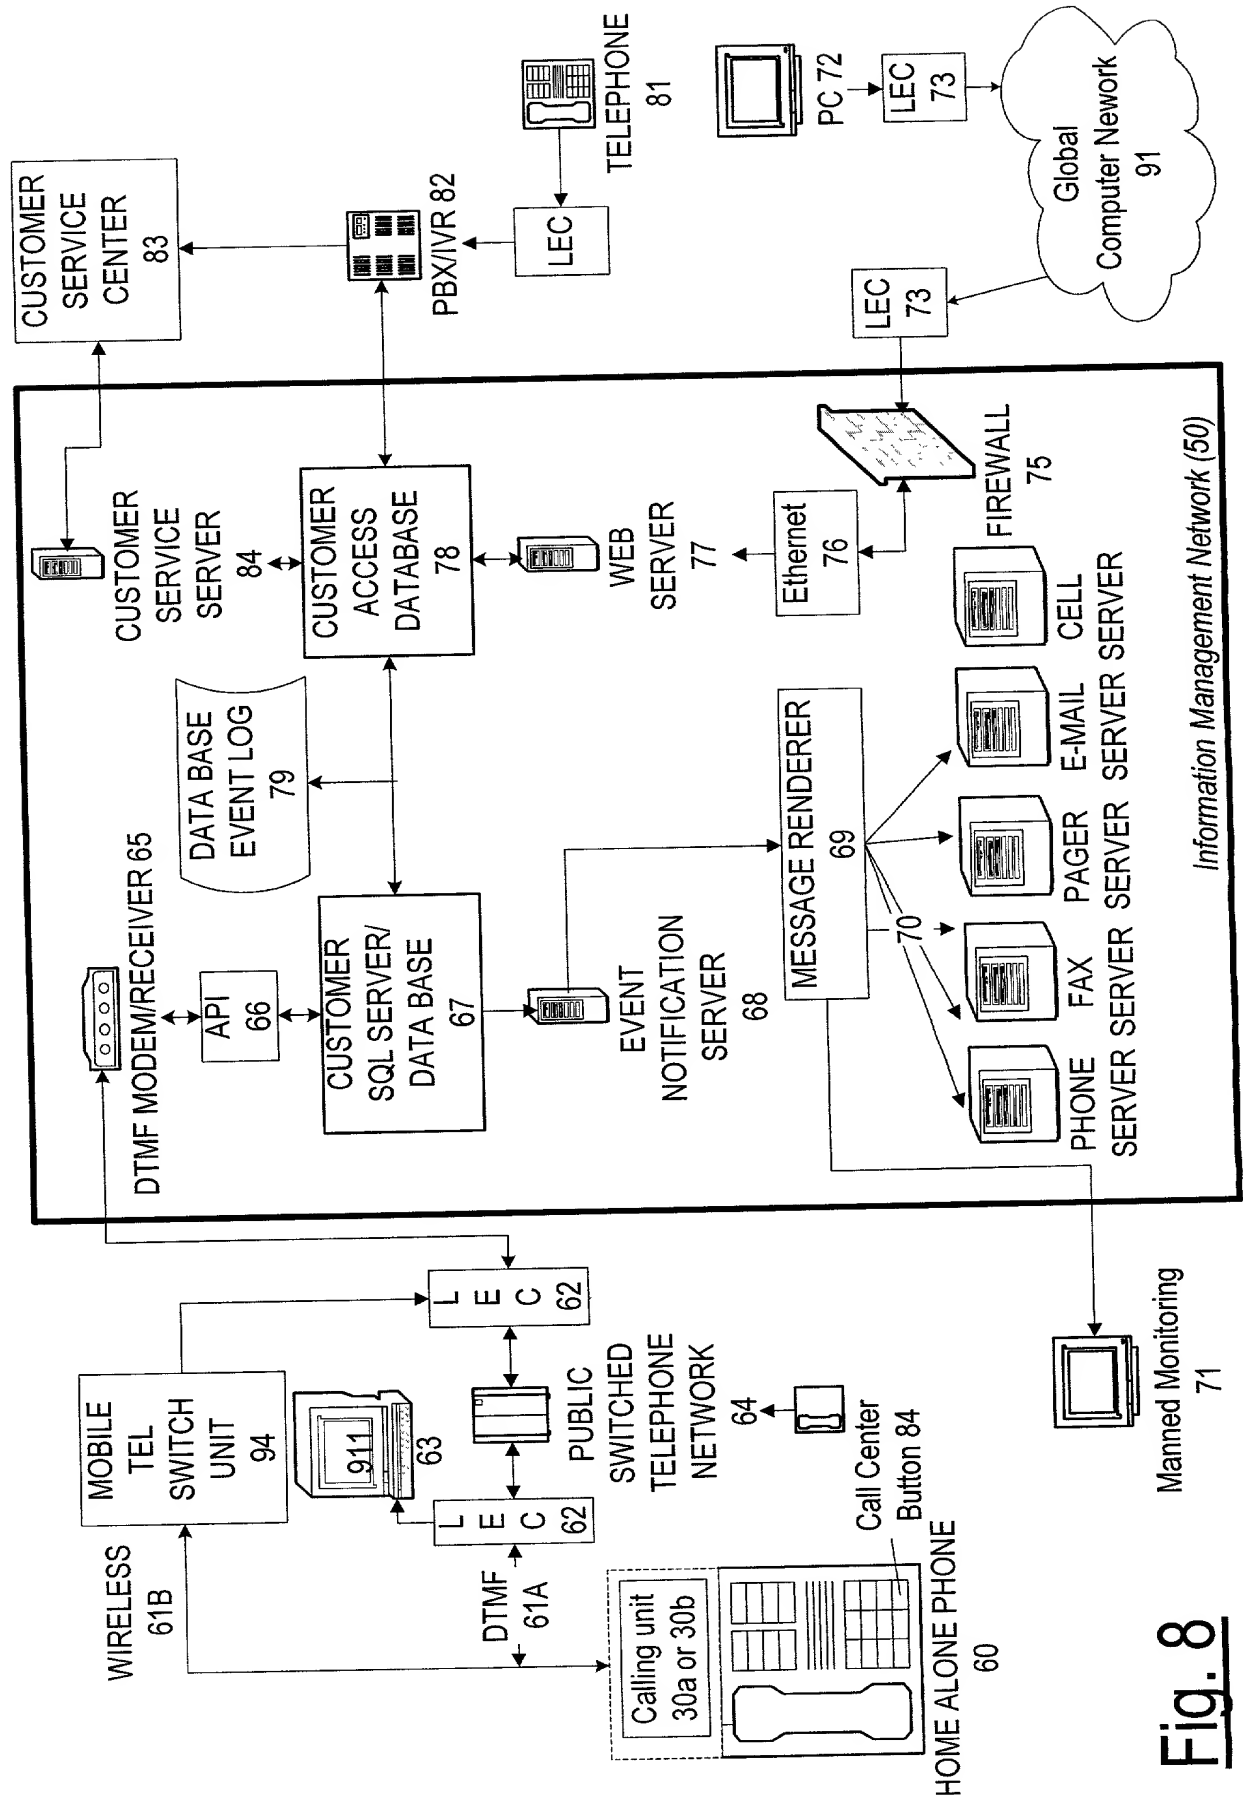 WIRELESS
61B
MOBILE
TEL
SWITCH
UNIT
94
911
63
DTMF
61A
L
E
C
62
L
E
C
62
PUBLIC
SWITCHED
TELEPHONE
NETWORK
64
Calling unit
30a or 30b
Call Center
Button 84
HOME ALONE PHONE
60
Manned Monitoring
71
DTMF MODEM/RECEIVER 65
API
66
CUSTOMER
SQL SERVER/
DATA BASE
67
EVENT
NOTIFICATION
SERVER
68
DATA BASE
EVENT LOG
79
MESSAGE RENDERER
69
70
PHONE
SERVER
FAX
SERVER
PAGER
SERVER
E-MAIL
SERVER
CELL
SERVER
CUSTOMER
SERVICE
SERVER
84
CUSTOMER
ACCESS
DATABASE
78
WEB
SERVER
77
Ethernet
76
FIREWALL
75
Information Management Network (50)
CUSTOMER
SERVICE
CENTER
83
PBX/IVR 82
LEC
TELEPHONE
81
PC 72
LEC
73
LEC
73
Global
Computer Nework
91
Fig. 8